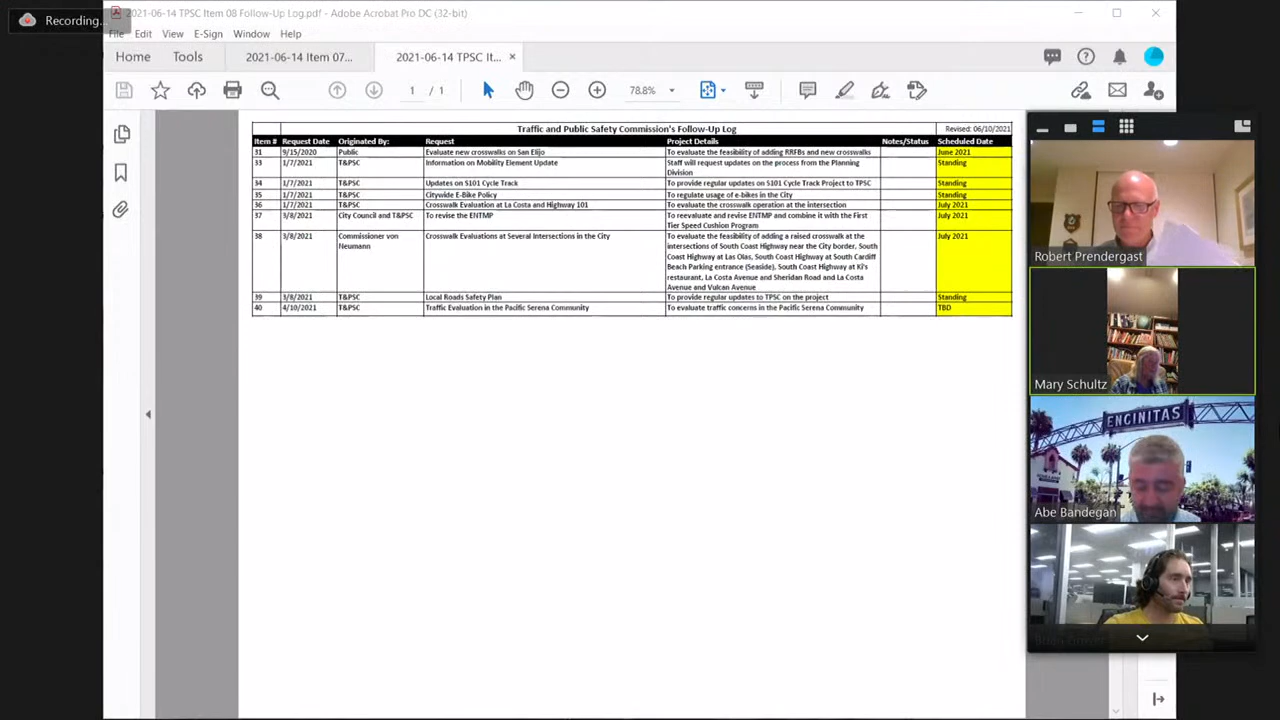 Recording...
2021-06-14 TPSC Item 08 Follow-Up Log.pdf - Adobe Acrobat Pro DC (32-bit)
File Edit View E-Sign Window Help
Home Tools 2021-06-14 Item 07... 2021-06-14 TPSC It... ×
1 / 1 78.8%
Traffic and Public Safety Commission's Follow-Up Log Revised: 06/10/2021
Item # Request Date Originated By: Request Project Details Notes/Status Scheduled Date
31 9/15/2020 Public Evaluate new crosswalks on San Elijo To evaluate the feasibility of adding RRFBs and new crosswalks June 2021
33 1/7/2021 T&PSC Information on Mobility Element Update Staff will request updates on the process from the Planning Standing
Division
34 1/7/2021 T&PSC Updates on S101 Cycle Track To provide regular updates on S101 Cycle Track Project to TPSC Standing
35 1/7/2021 T&PSC Citywide E-Bike Policy To regulate usage of e-bikes in the City Standing
36 1/7/2021 T&PSC Crosswalk Evaluation at La Costa and Highway 101 To evaluate the crosswalk operation at the intersection July 2021
37 3/8/2021 City Council and T&PSC To revise the ENTMP To reevaluate and revise ENTMP and combine it with the First July 2021
Tier Speed Cushion Program
38 3/8/2021 Commissioner von Crosswalk Evaluations at Several Intersections in the City To evaluate the feasibility of adding a raised crosswalk at the July 2021
Neumann intersections of South Coast Highway near the City border, South
Coast Highway at Las Olas, South Coast Highway at South Cardiff
Beach Parking entrance (Seaside), South Coast Highway at Ki's
restaurant, La Costa Avenue and Sheridan Road and La Costa
Avenue and Vulcan Avenue
39 3/8/2021 T&PSC Local Roads Safety Plan To provide regular updates to TPSC on the project Standing
40 4/10/2021 T&PSC Traffic Evaluation in the Pacific Serena Community To evaluate traffic concerns in the Pacific Serena Community TBD
Robert Prendergast
Mary Schultz
ENCINITAS
Abe Bandegan